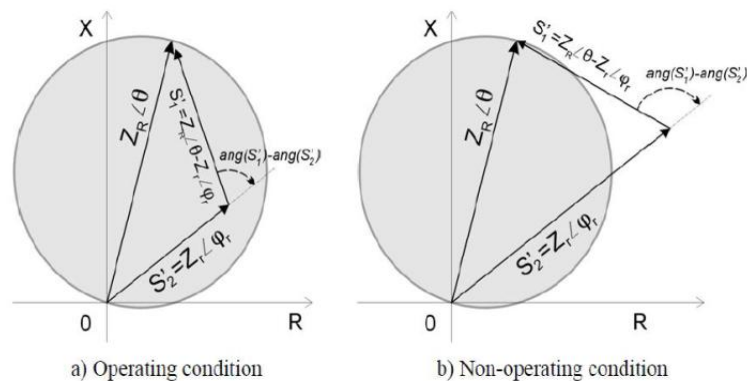 X
Z_R∠θ
S'_1=Z_R∠θ-Z_r∠φ_r
ang(S'_1)-ang(S'_2)
S'_2=Z_r∠φ_r
0
R
a) Operating condition
X
Z_R∠θ
S'_1=Z_R∠θ-Z_r∠φ_r
ang(S'_1)-ang(S'_2)
S'_2=Z_r∠φ_r
0
R
b) Non-operating condition